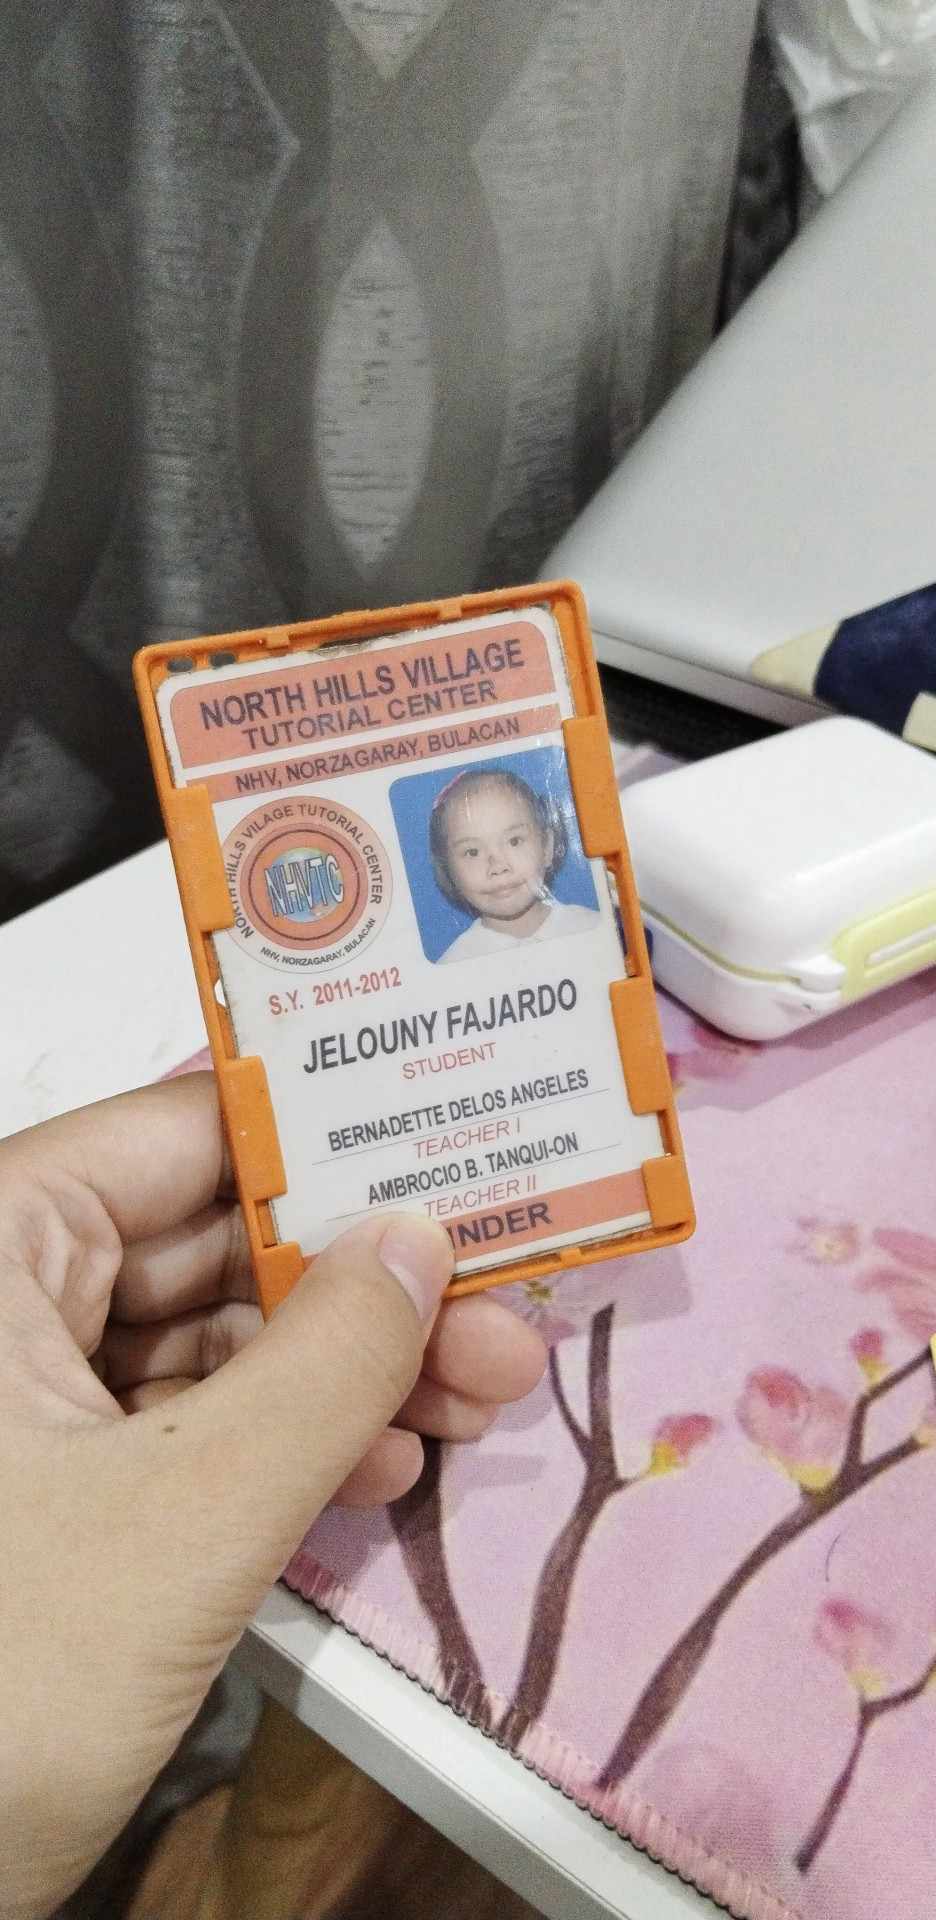 NORTH HILLS VILLAGE
TUTORIAL CENTER
NHV, NORZAGARAY, BULACAN
NORTH HILLS VILAGE TUTORIAL CENTER
NHVTC
NHV, NORZAGARAY, BULACAN
S.Y. 2011-2012
JELOUNY FAJARDO
STUDENT
BERNADETTE DELOS ANGELES
TEACHER I
AMBROCIO B. TANQUI-ON
TEACHER II
INDER